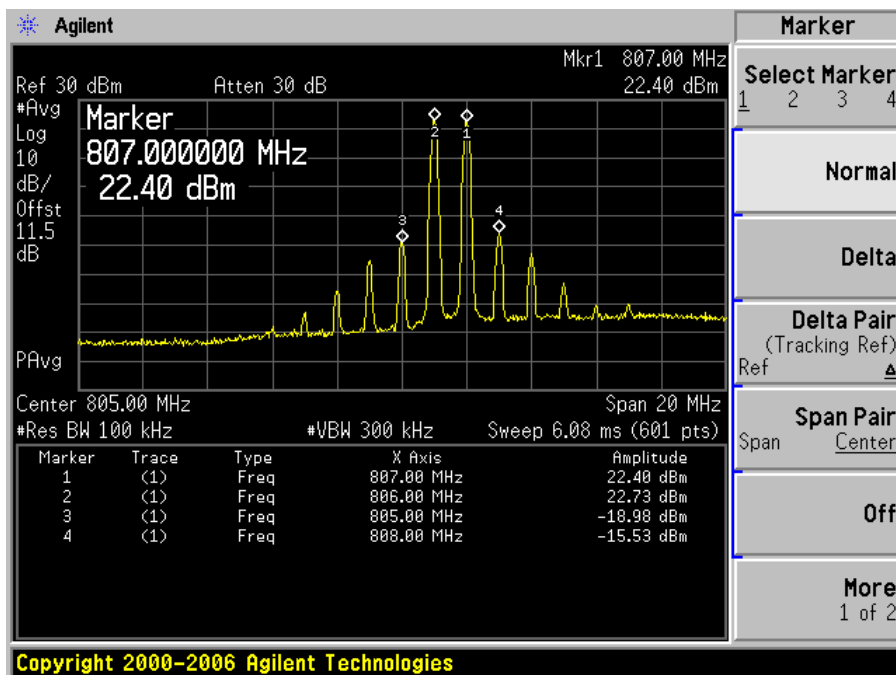 Agilent
Marker
Mkr1 807.00 MHz
Ref 30 dBm Atten 30 dB 22.40 dBm
#Avg
Log
10
dB/
Offst
11.5
dB
PAvg
Marker
807.000000 MHz
22.40 dBm
2
1
3
4
Center 805.00 MHz Span 20 MHz
#Res BW 100 kHz #VBW 300 kHz Sweep 6.08 ms (601 pts)
Marker Trace Type X Axis Amplitude
1 (1) Freq 807.00 MHz 22.40 dBm
2 (1) Freq 806.00 MHz 22.73 dBm
3 (1) Freq 805.00 MHz -18.98 dBm
4 (1) Freq 808.00 MHz -15.53 dBm
Select Marker
1 2 3 4
Normal
Delta
Delta Pair
(Tracking Ref)
Ref Δ
Span Pair
Span Center
Off
More
1 of 2
Copyright 2000-2006 Agilent Technologies